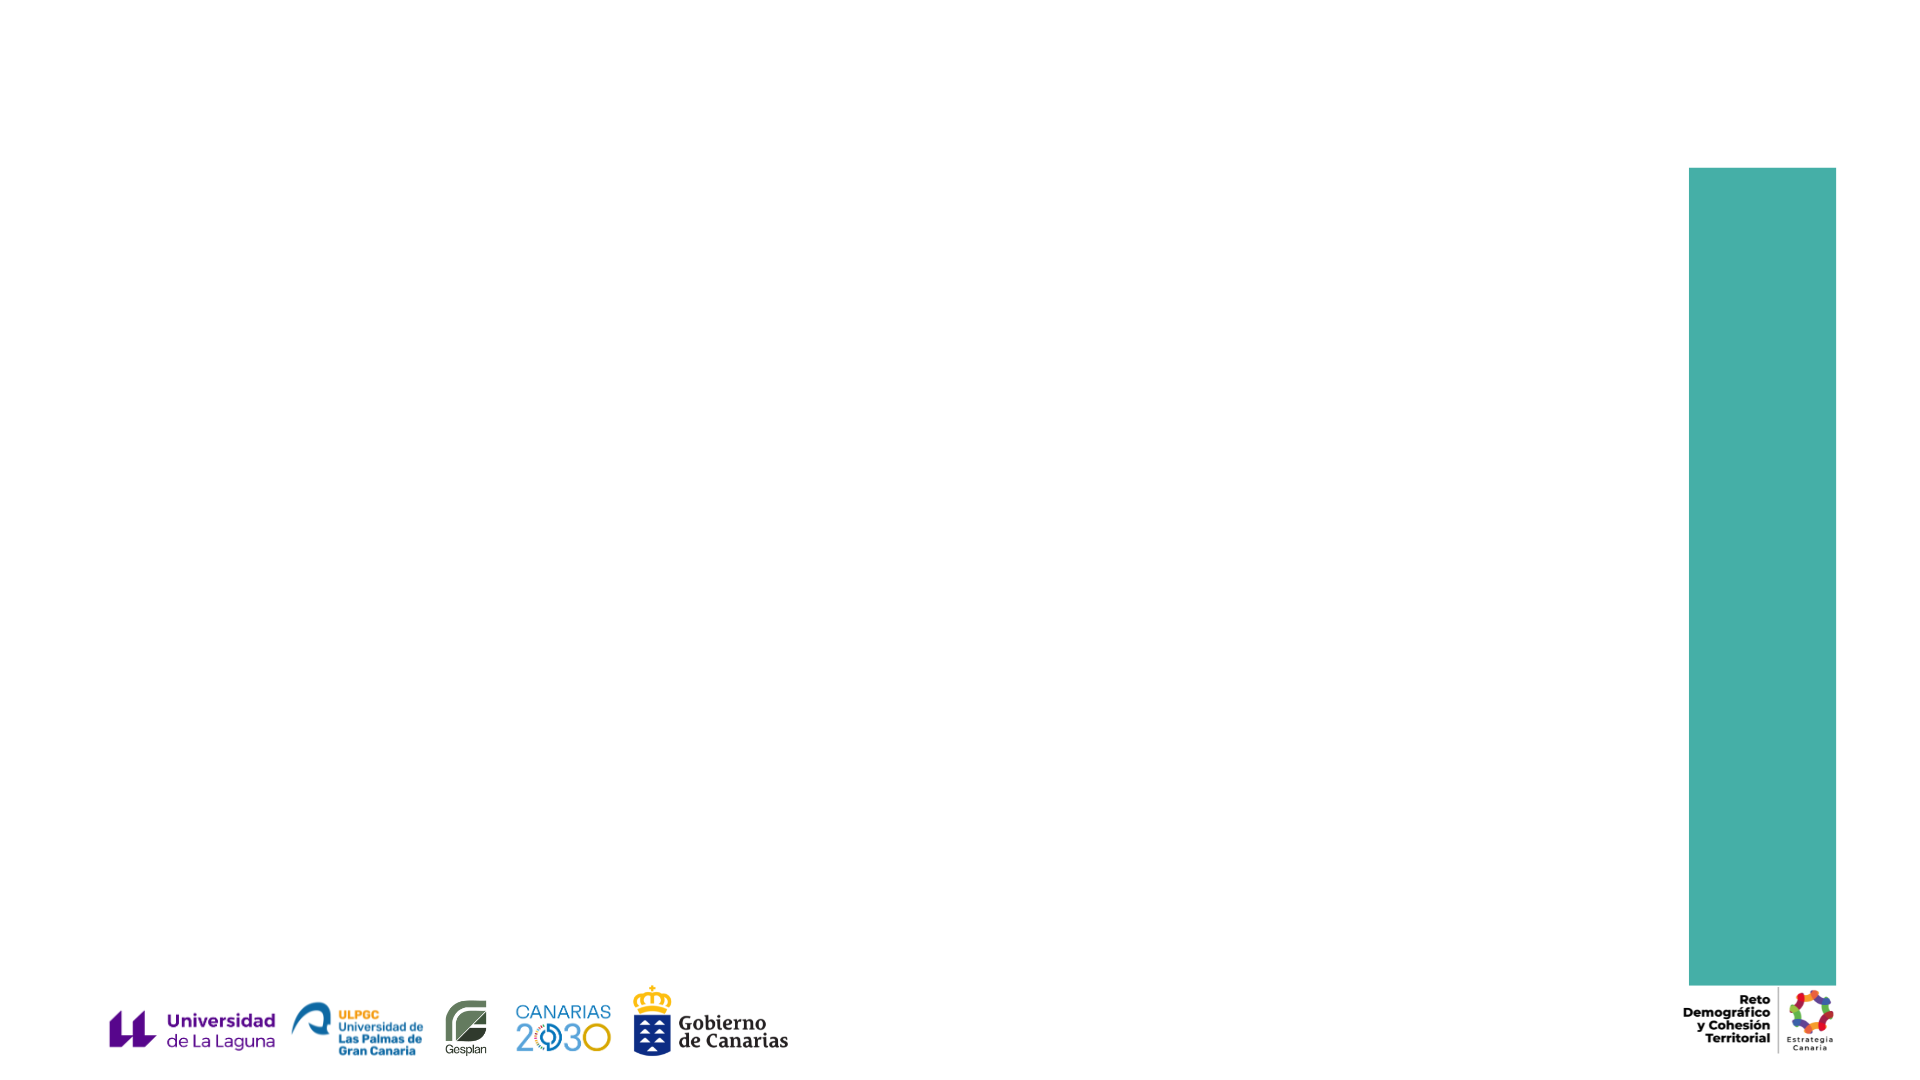 Universidad
de La Laguna
ULPGC
Universidad de
Las Palmas de
Gran Canaria
Gesplan
CANARIAS
2030
Gobierno
de Canarias
Reto
Demográfico
y Cohesión
Territorial
Estrategia
Canaria